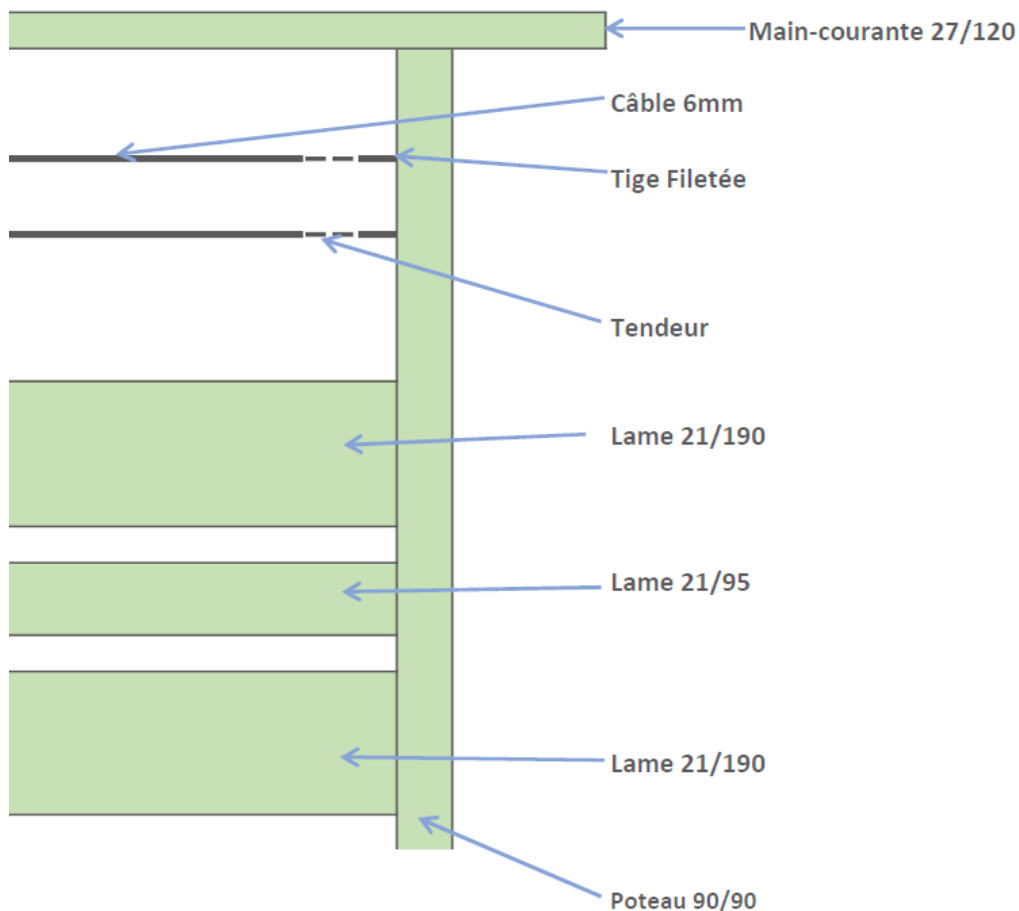 Main-courante 27/120
Câble 6mm
Tige Filetée
Tendeur
Lame 21/190
Lame 21/95
Lame 21/190
Poteau 90/90